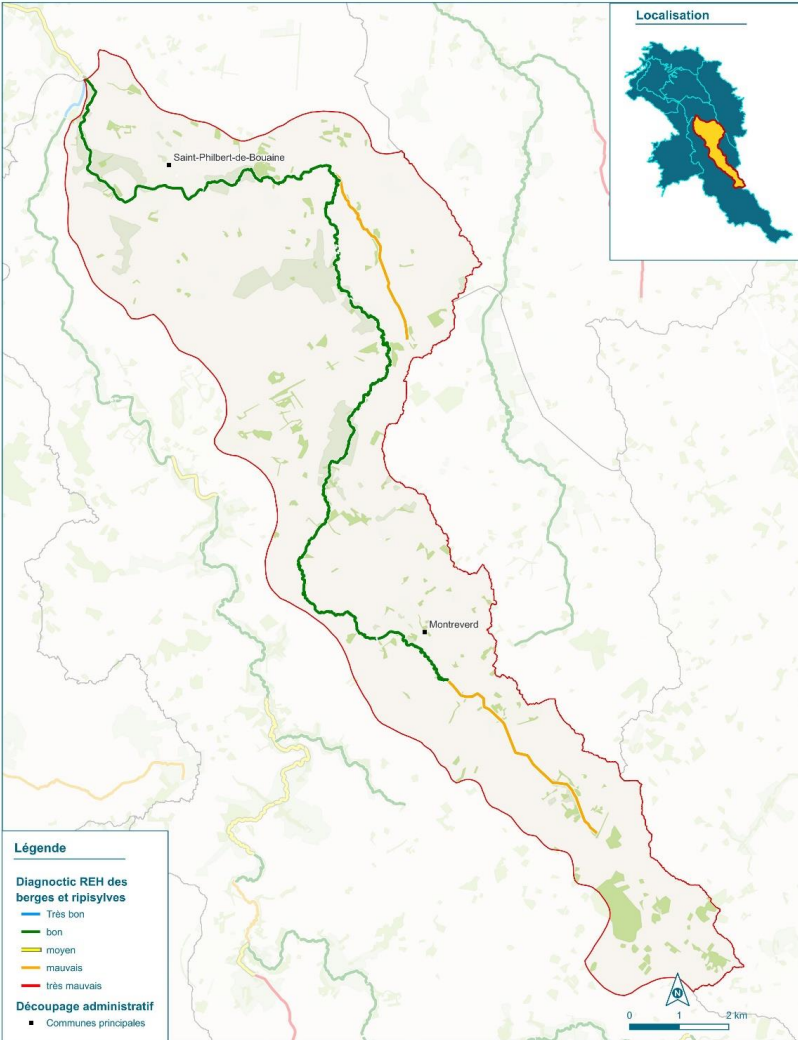 Localisation
Saint-Philbert-de-Bouaine
Montreverd
Légende
Diagnoctic REH des
berges et ripisylves
Très bon
bon
moyen
mauvais
très mauvais
Découpage administratif
Communes principales
N
0 1 2 km